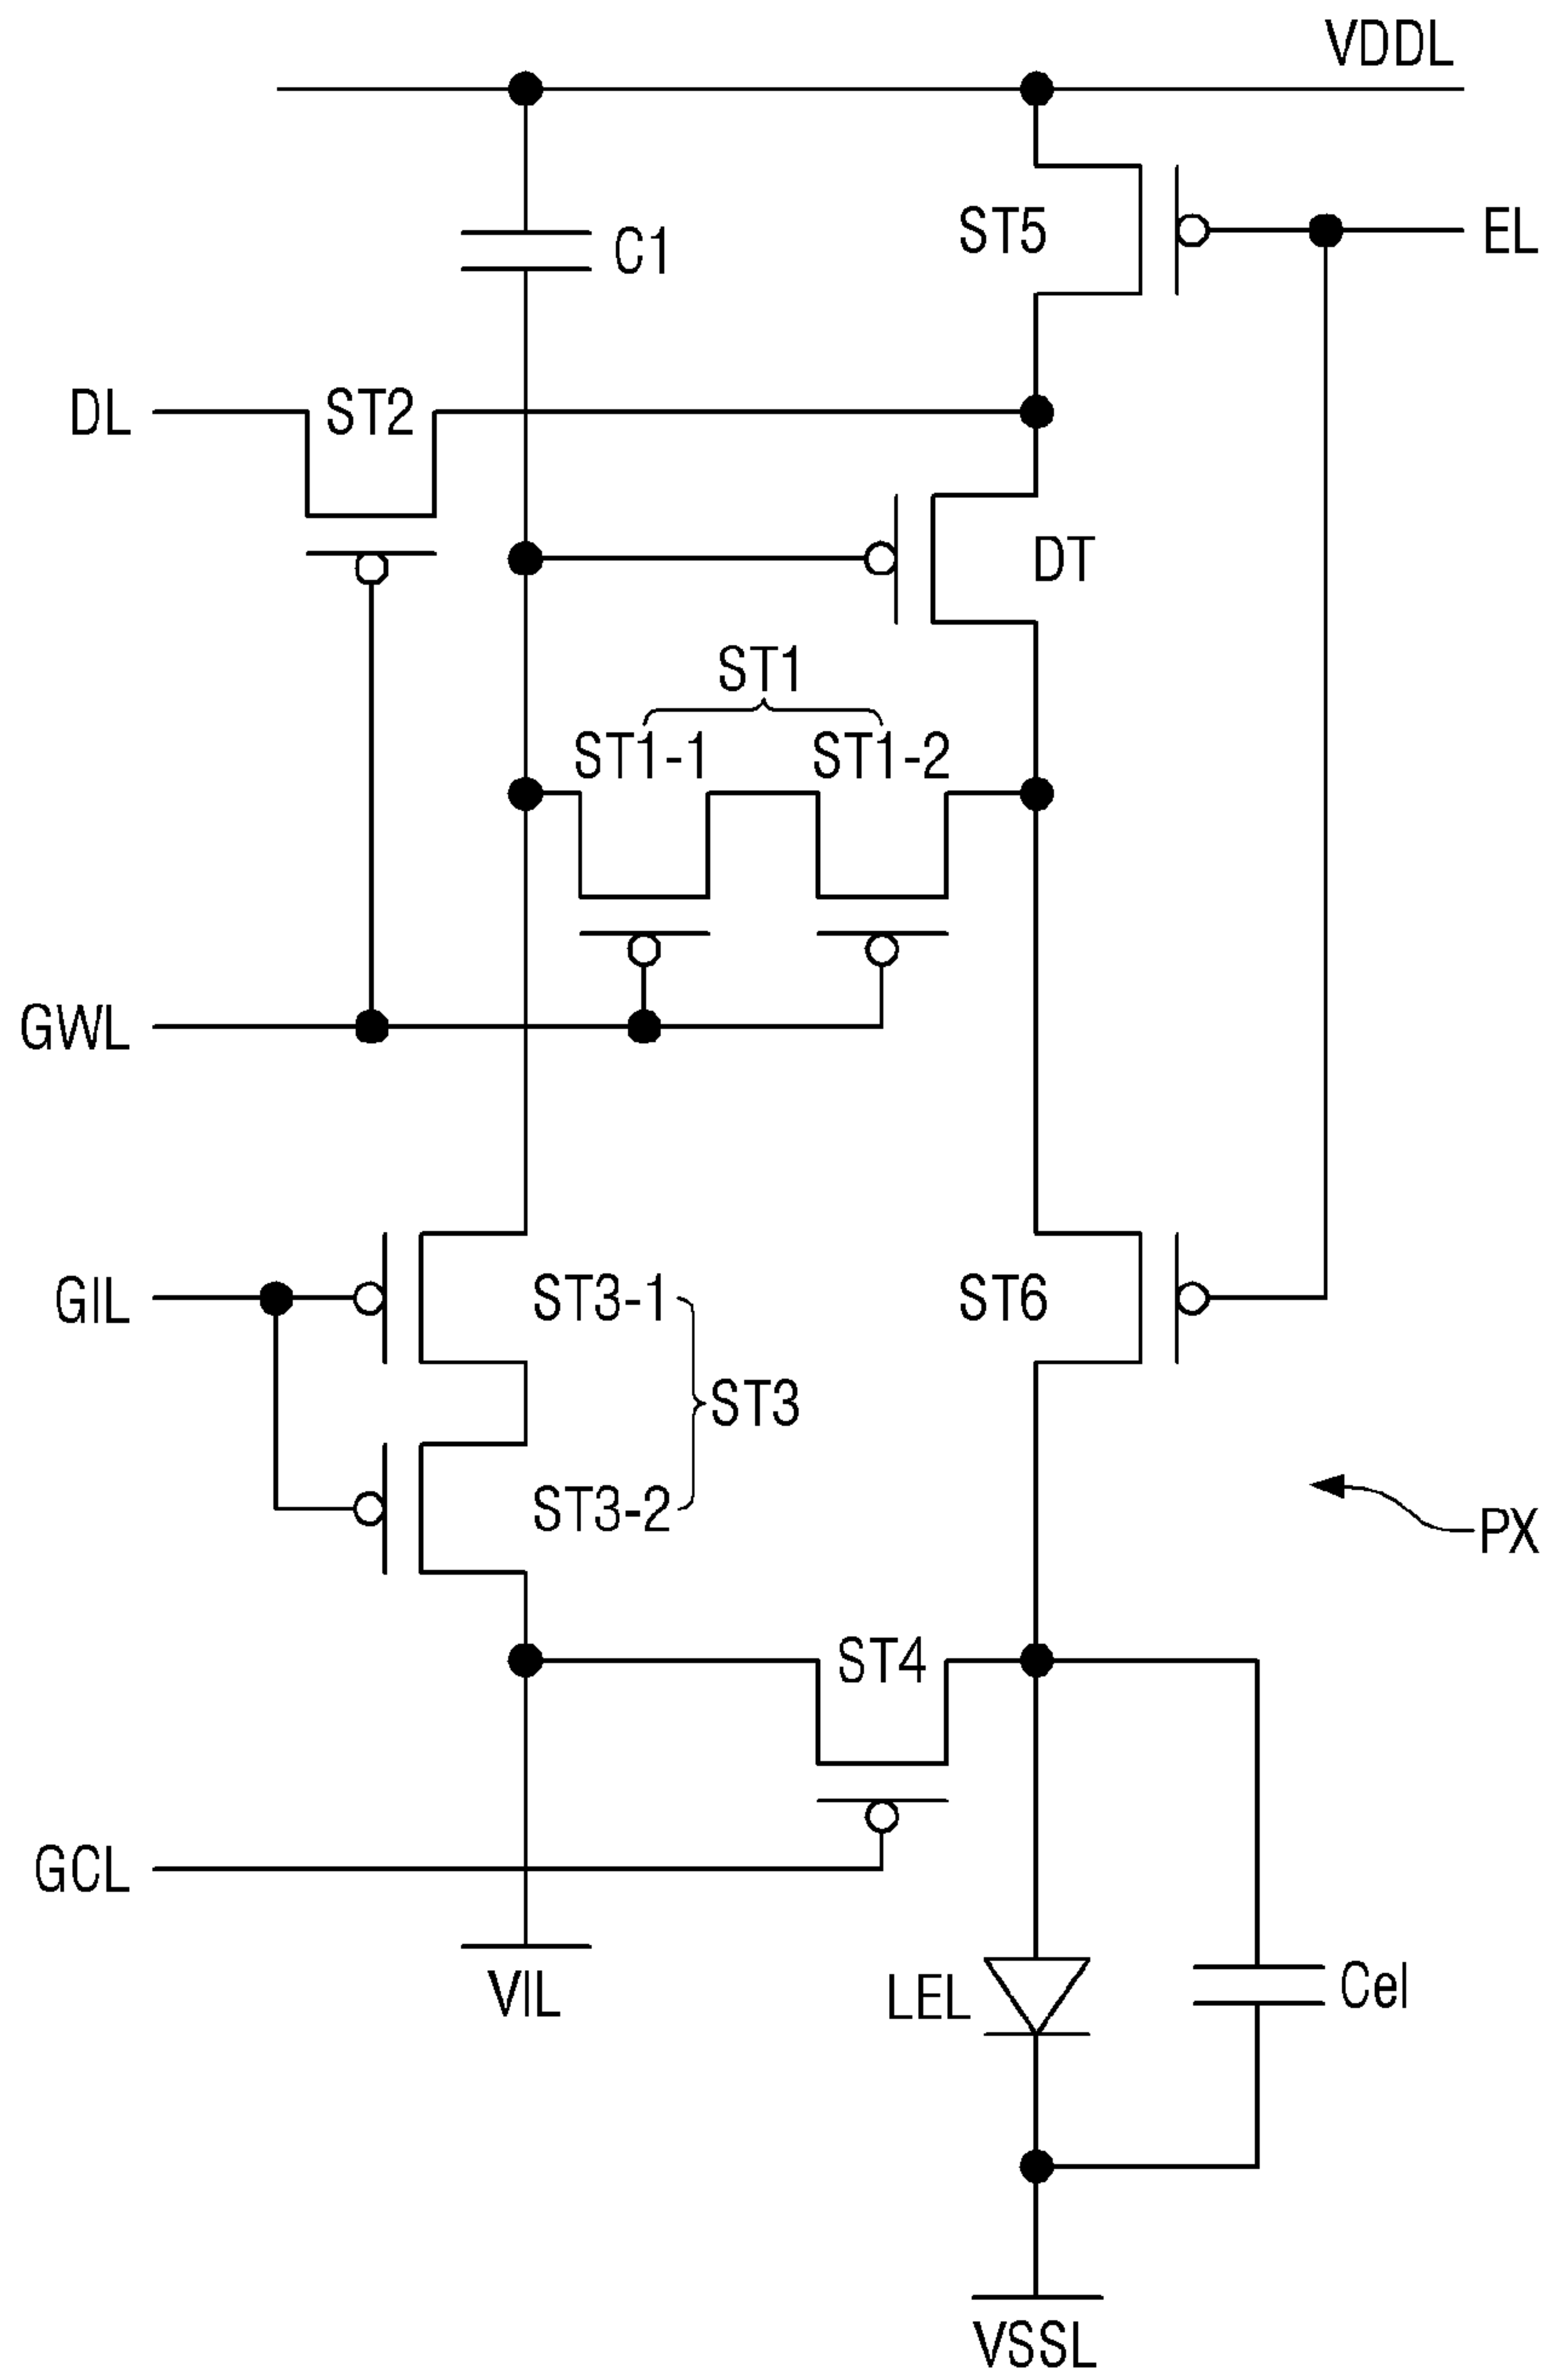 VDDL
ST5
EL
C1
DL
ST2
DT
ST1
ST1-1
ST1-2
GWL
GIL
ST3-1
ST6
ST3
ST3-2
PX
ST4
GCL
VIL
LEL
Cel
VSSL